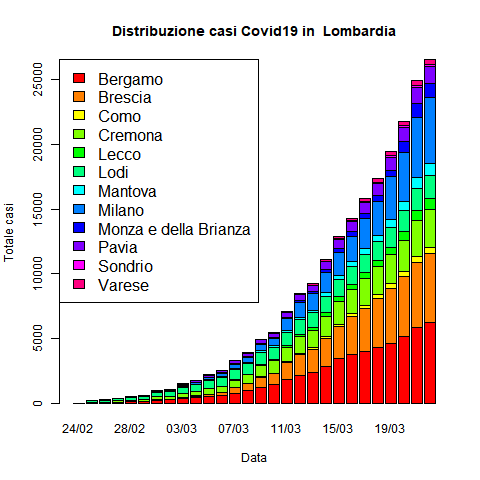 Distribuzione casi Covid19 in Lombardia
Totale casi
25000
20000
15000
10000
5000
0
Bergamo
Brescia
Como
Cremona
Lecco
Lodi
Mantova
Milano
Monza e della Brianza
Pavia
Sondrio
Varese
24/02 28/02 03/03 07/03 11/03 15/03 19/03
Data